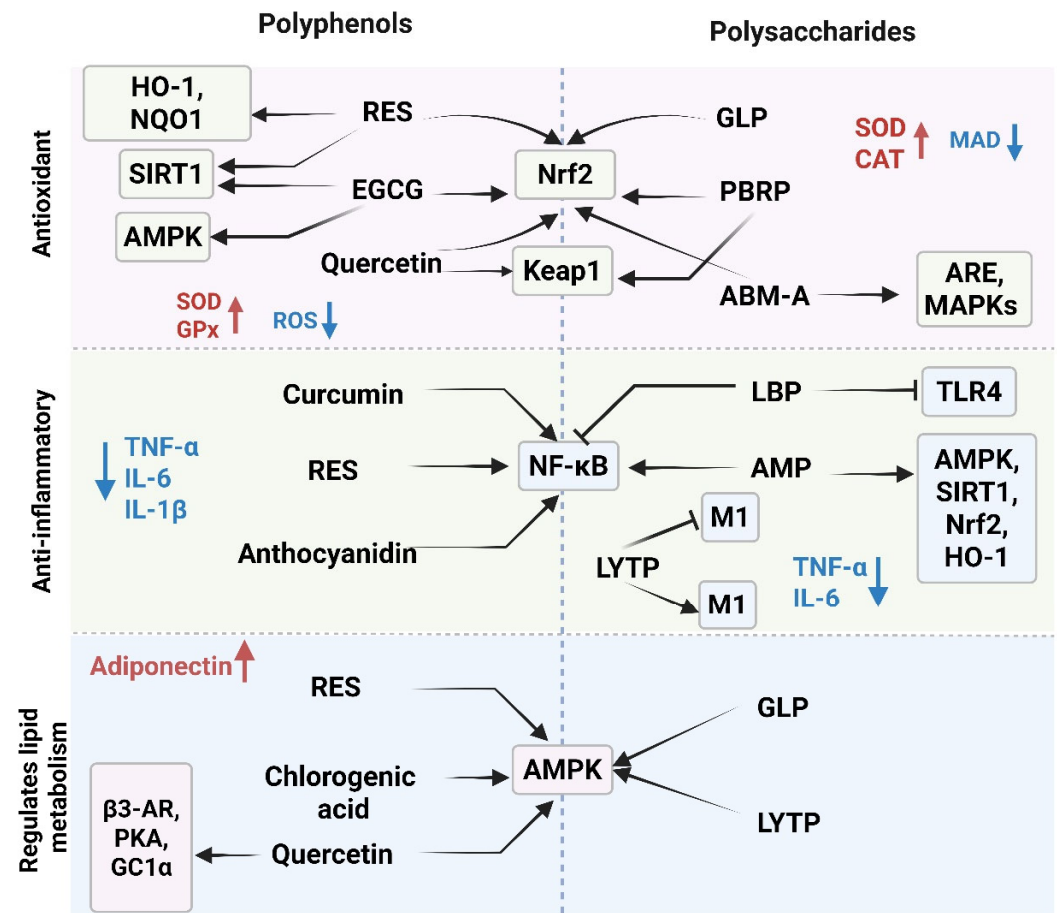 Polyphenols
Polysaccharides
Antioxidant
HO-1,
NQO1
RES
GLP
SOD
CAT
MAD
SIRT1
Nrf2
EGCG
PBRP
AMPK
Quercetin
Keap1
ABM-A
ARE,
MAPKs
SOD
GPx
ROS
Anti-inflammatory
Curcumin
LBP
TLR4
TNF-α
IL-6
IL-1β
RES
NF-κB
AMP
AMPK,
SIRT1,
Nrf2,
HO-1
M1
Anthocyanidin
LYTP
M1
TNF-α
IL-6
Regulates lipid
metabolism
Adiponectin
RES
GLP
Chlorogenic
acid
AMPK
β3-AR,
PKA,
GC1α
Quercetin
LYTP